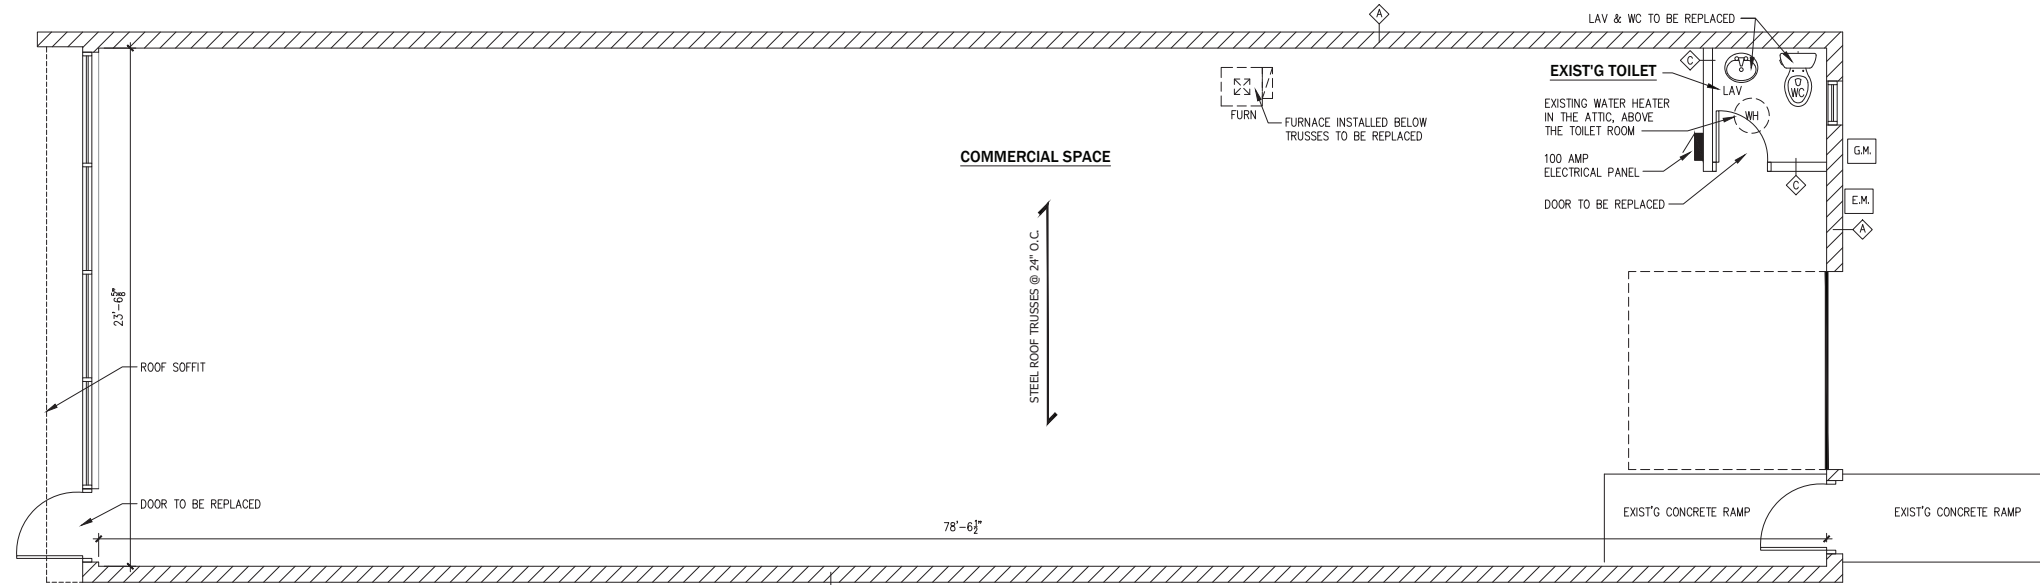 A
LAV & WC TO BE REPLACED
C
EXIST'G TOILET
LAV
WC
EXISTING WATER HEATER
IN THE ATTIC, ABOVE
THE TOILET ROOM
WH
FURN
FURNACE INSTALLED BELOW
TRUSSES TO BE REPLACED
COMMERCIAL SPACE
100 AMP
ELECTRICAL PANEL
G.M.
C
DOOR TO BE REPLACED
E.M.
A
STEEL ROOF TRUSSES @ 24" O.C.
23'-6⅝"
ROOF SOFFIT
DOOR TO BE REPLACED
78'-6½"
EXIST'G CONCRETE RAMP
EXIST'G CONCRETE RAMP